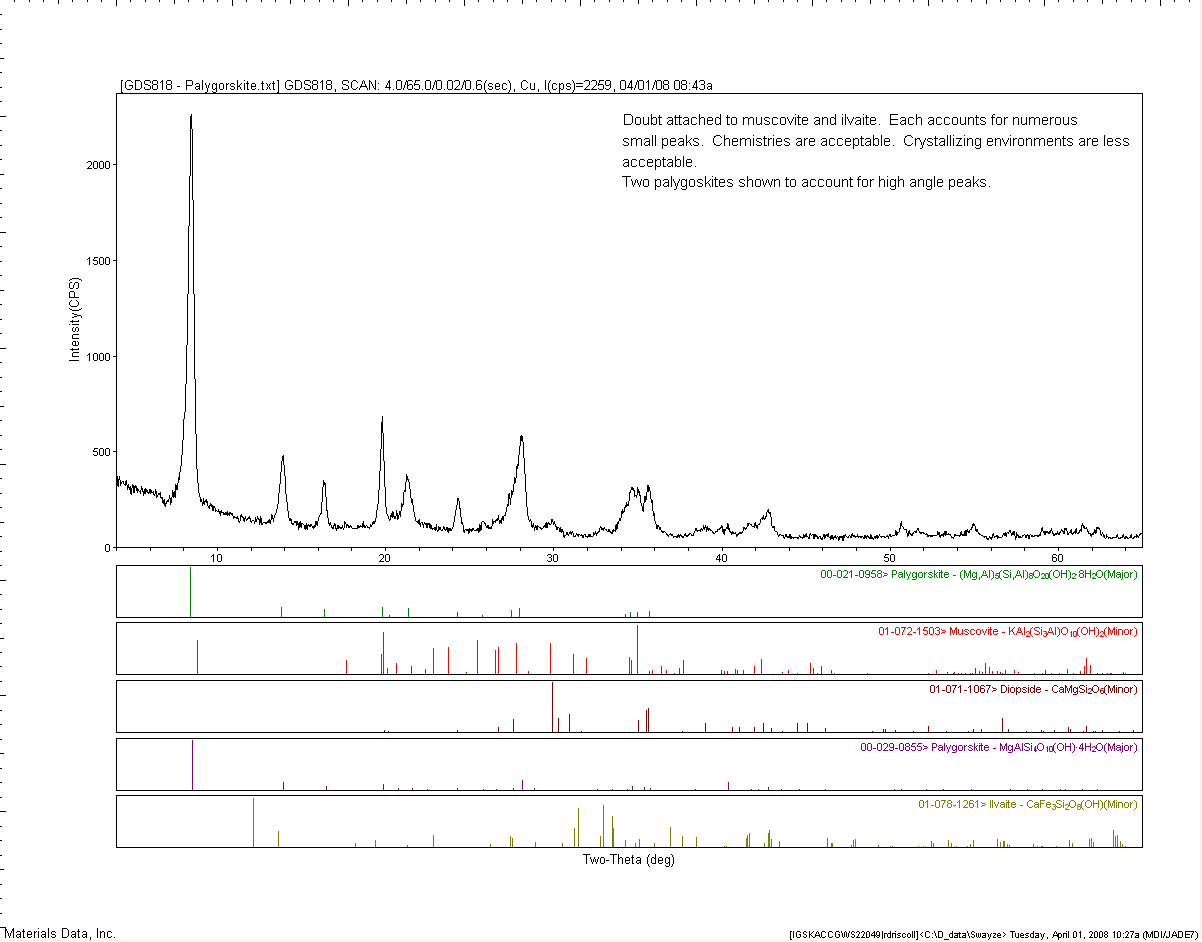 [GDS818 - Palygorskite.txt] GDS818, SCAN: 4.0/65.0/0.02/0.6(sec), Cu, I(cps)=2259, 04/01/08 08:43a
Doubt attached to muscovite and ilvaite.  Each accounts for numerous
small peaks.  Chemistries are acceptable.  Crystallizing environments are less
acceptable.
Two palygoskites shown to account for high angle peaks.
2000
1500
1000
500
0
Intensity(CPS)
10 20 30 40 50 60
00-021-0958> Palygorskite - (Mg,Al)₅(Si,Al)₈O₂₀(OH)₂·8H₂O(Major)
01-072-1503> Muscovite - KAl₂(Si₃Al)O₁₀(OH)₂(Minor)
01-071-1067> Diopside - CaMgSi₂O₆(Minor)
00-029-0855> Palygorskite - MgAlSi₄O₁₀(OH)·4H₂O(Major)
01-078-1261> Ilvaite - CaFe₃Si₂O₈(OH)(Minor)
Two-Theta (deg)
Materials Data, Inc.
[IGSKACCGWS22049|rdriscoll]<C:\D_data\Swayze> Tuesday, April 01, 2008 10:27a (MDI/JADE7)